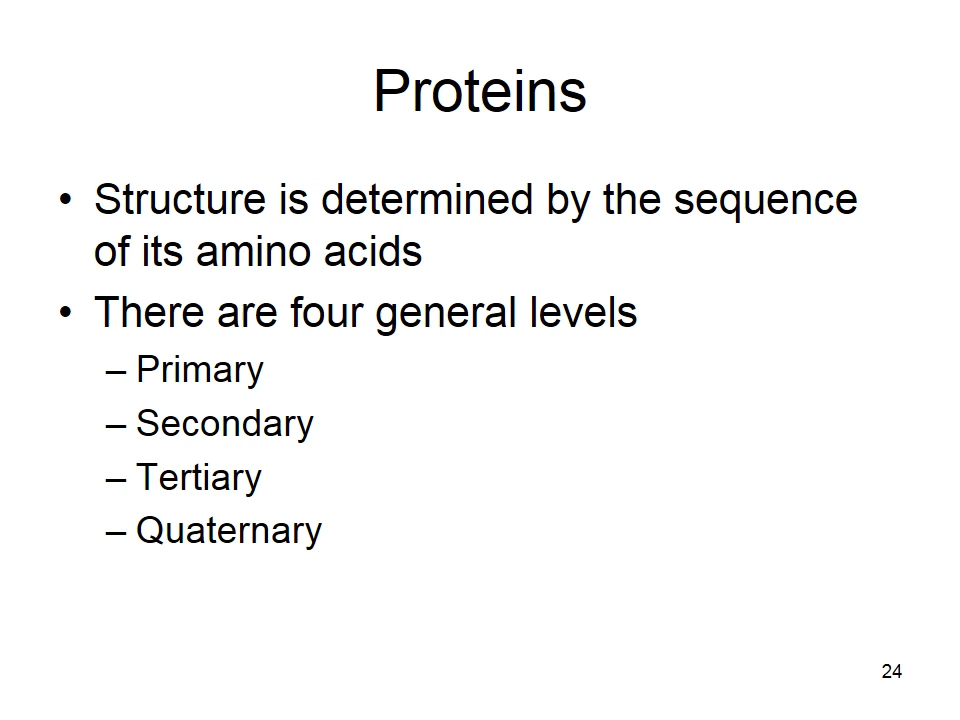 Proteins
• Structure is determined by the sequence
of its amino acids
• There are four general levels
– Primary
– Secondary
– Tertiary
– Quaternary
24